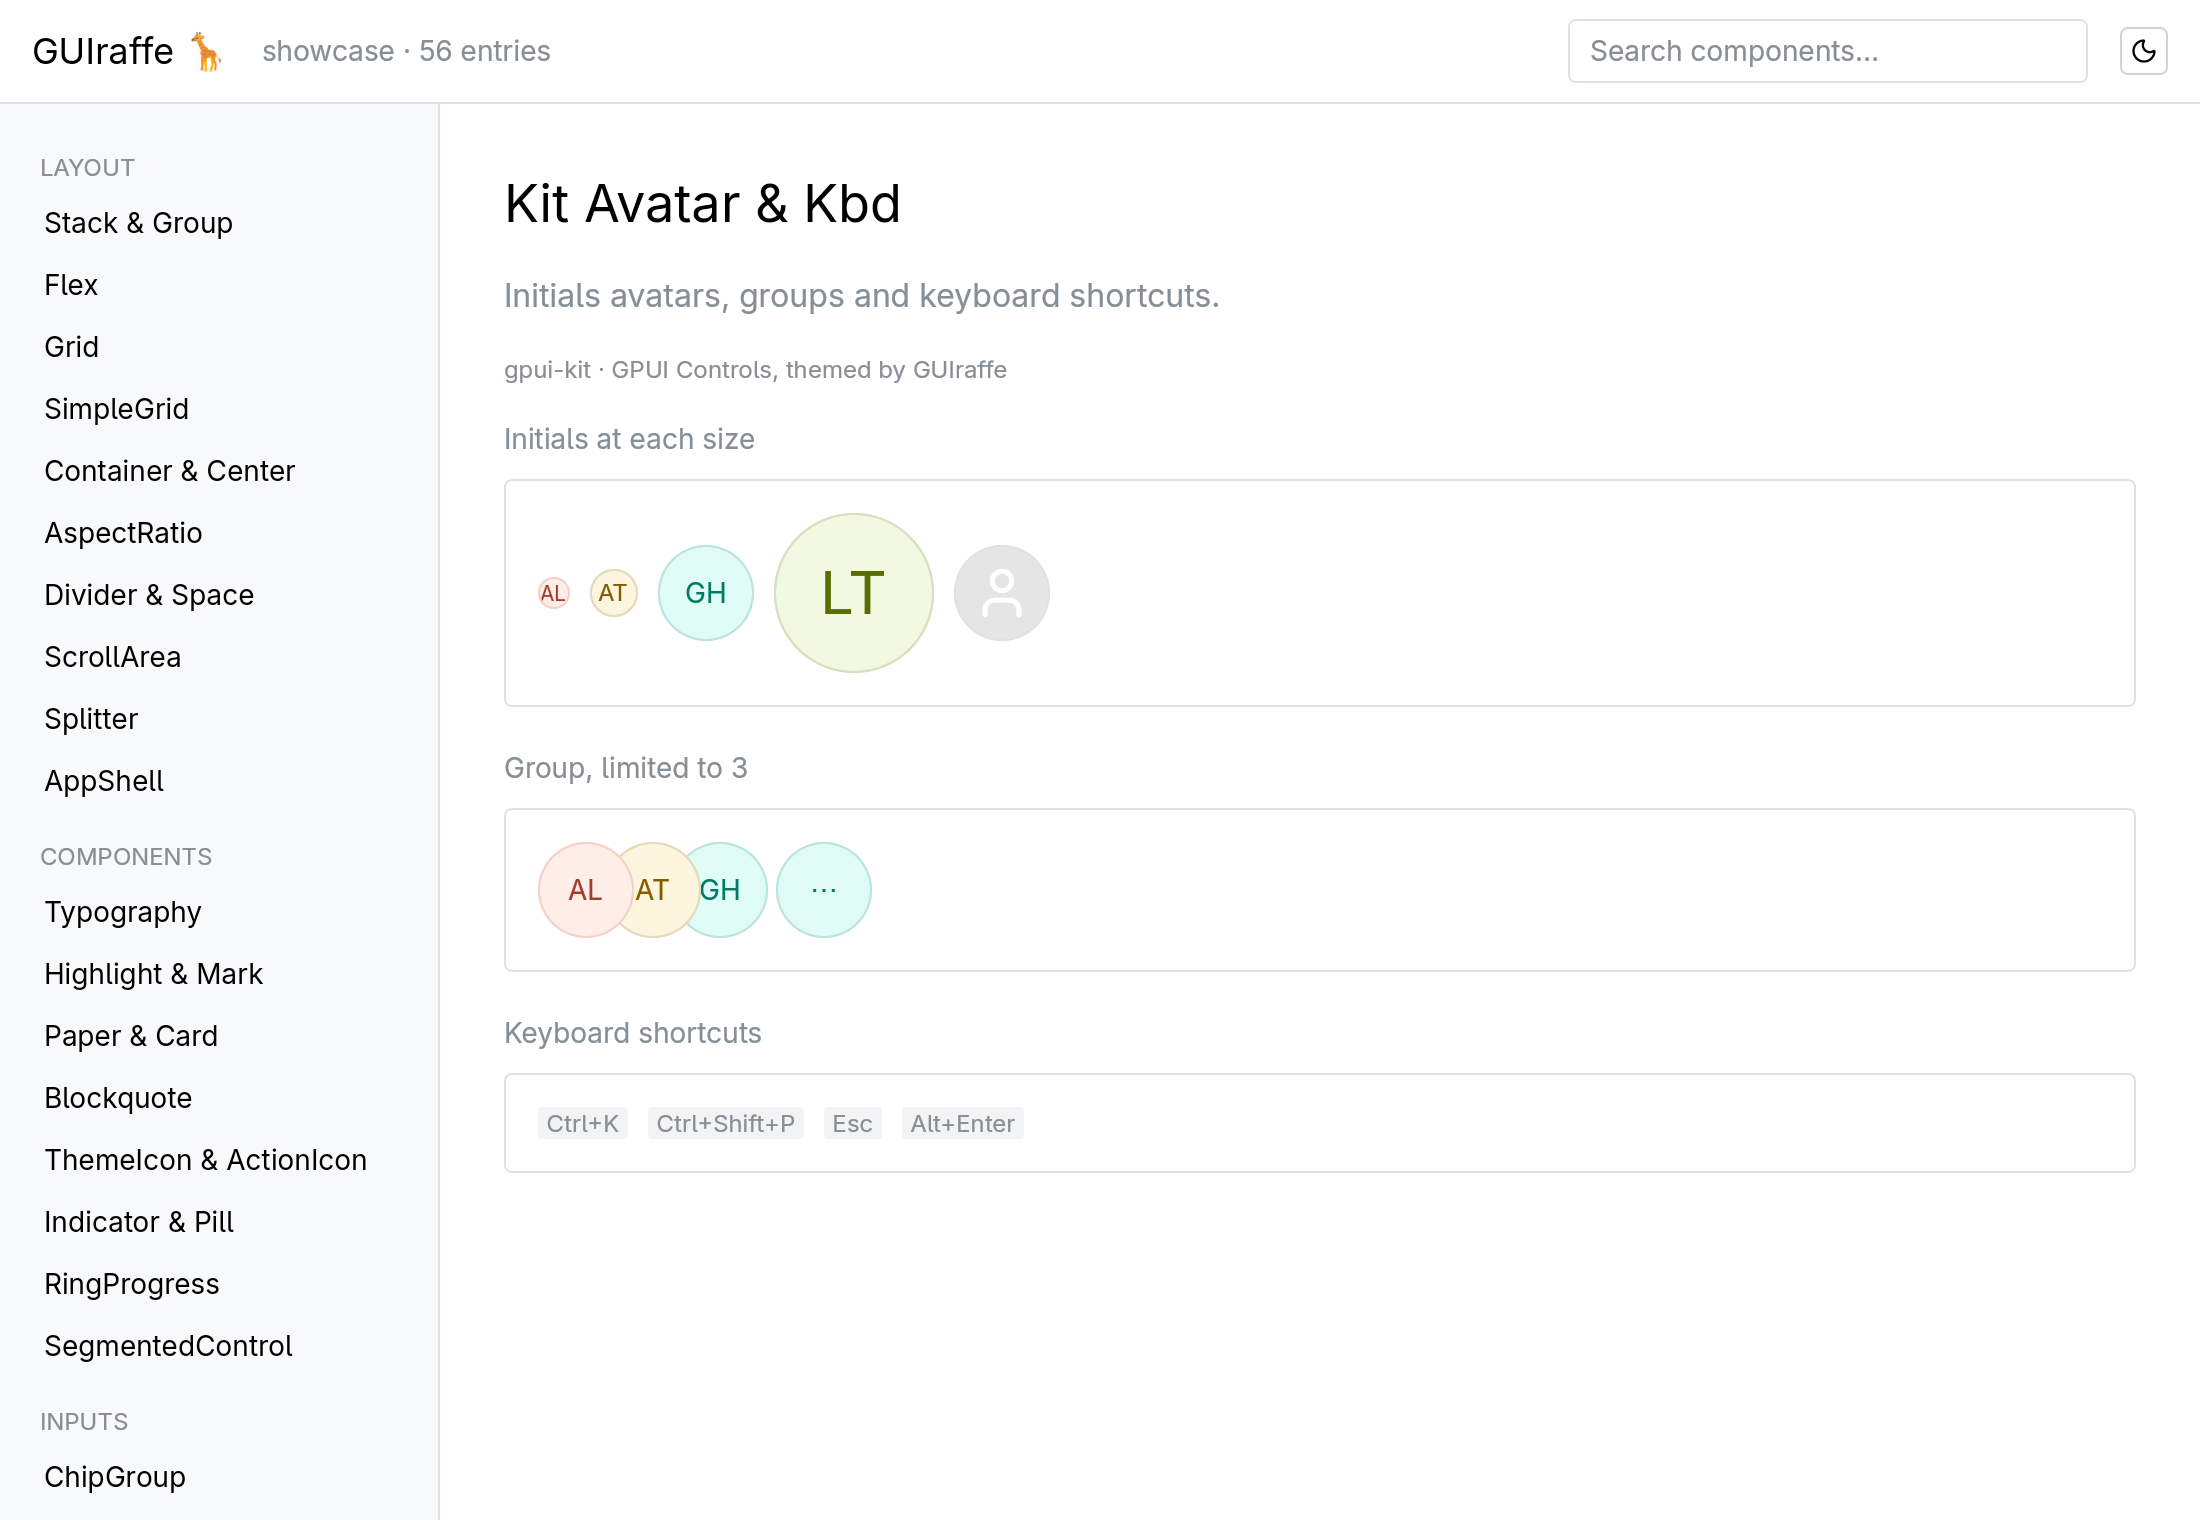 GUIraffe 🦒 showcase · 56 entries
Search components...
LAYOUT
Stack & Group
Flex
Grid
SimpleGrid
Container & Center
AspectRatio
Divider & Space
ScrollArea
Splitter
AppShell
COMPONENTS
Typography
Highlight & Mark
Paper & Card
Blockquote
ThemeIcon & ActionIcon
Indicator & Pill
RingProgress
SegmentedControl
INPUTS
ChipGroup
Kit Avatar & Kbd
Initials avatars, groups and keyboard shortcuts.
gpui-kit · GPUI Controls, themed by GUIraffe
Initials at each size
AL AT GH LT
Group, limited to 3
AL AT GH ⋯
Keyboard shortcuts
Ctrl+K Ctrl+Shift+P Esc Alt+Enter